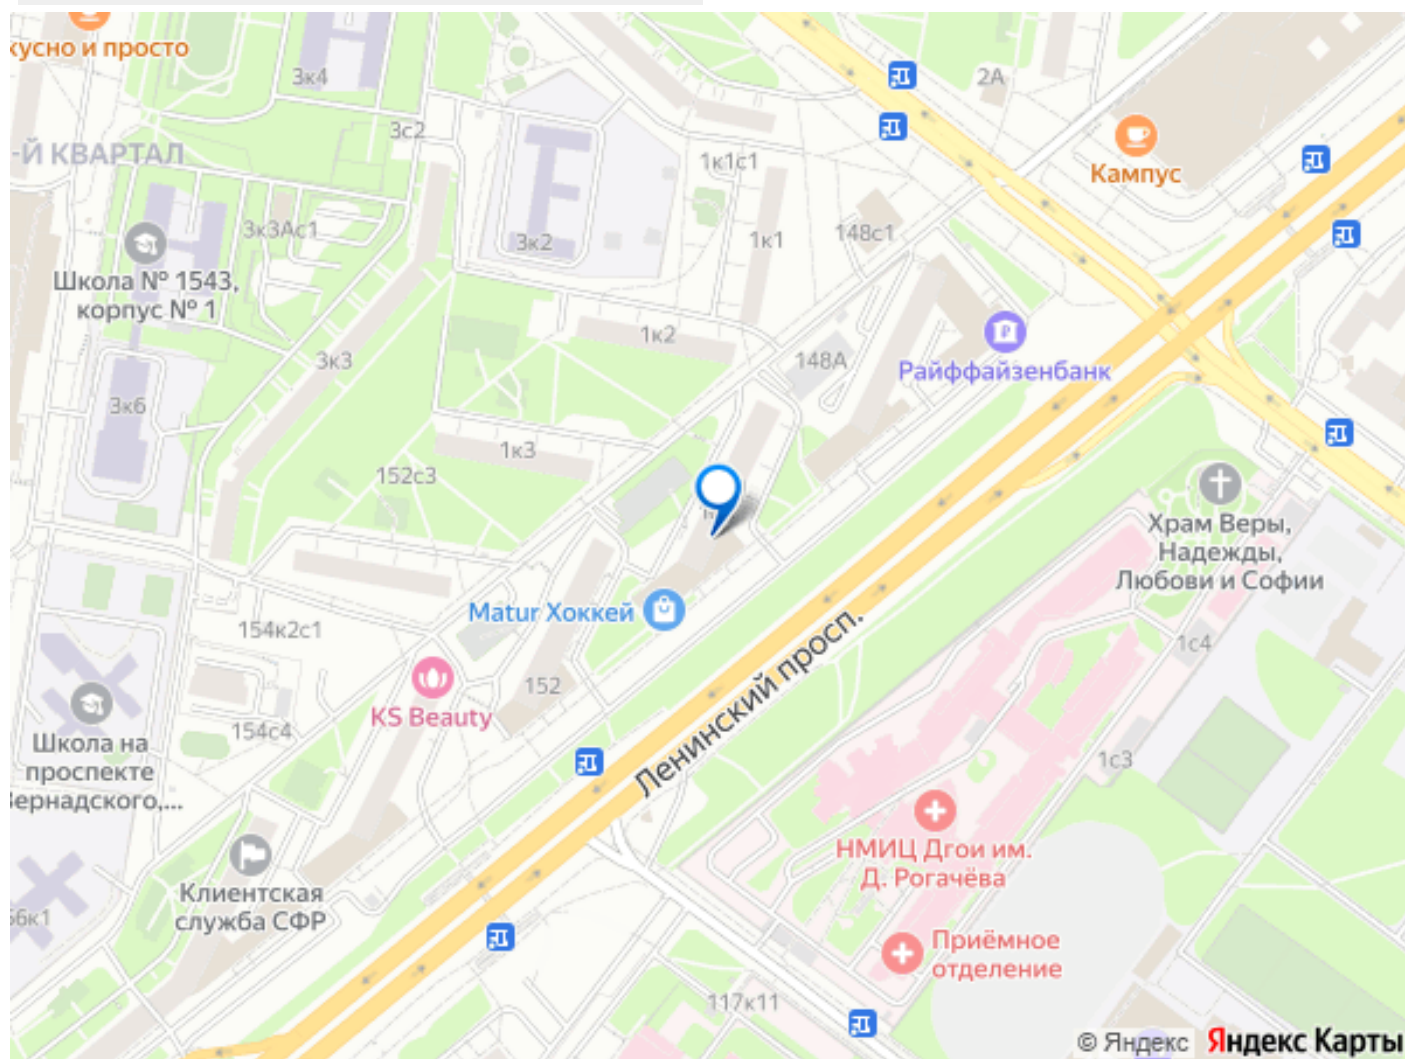 кусно и просто
3к4
2А
3с2
-Й КВАРТАЛ
1к1с1
Кампус
3к3Ас1
3к2
1к1
148с1
Школа № 1543,
корпус № 1
1к2
3к3
148А
Райффайзенбанк
3к6
1к3
152с3
Храм Веры,
Надежды,
Любови и Софии
Matur Хоккей
154к2с1
1с4
152
KS Beauty
154с4
Ленинский просп.
Школа на
проспекте
Вернадского,...
1с3
НМИЦ Дгои им.
Д. Рогачёва
Клиентская
служба СФР
56к1
Приёмное
отделение
117к11
© Яндекс Яндекс Карты